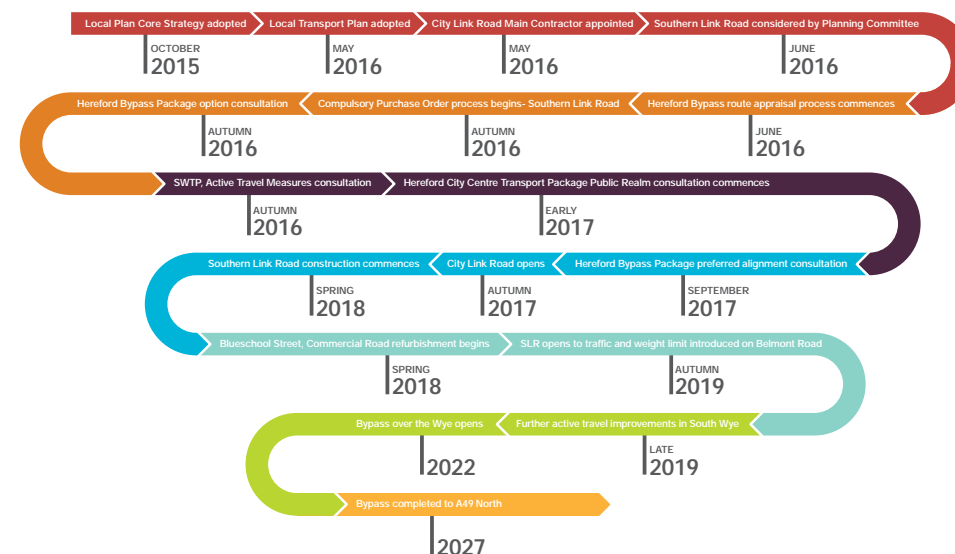 Local Plan Core Strategy adopted
Local Transport Plan adopted
City Link Road Main Contractor appointed
Southern Link Road considered by Planning Committee
OCTOBER
2015
MAY
2016
MAY
2016
JUNE
2016
Hereford Bypass route appraisal process commences
Compulsory Purchase Order process begins- Southern Link Road
Hereford Bypass Package option consultation
JUNE
2016
AUTUMN
2016
AUTUMN
2016
SWTP, Active Travel Measures consultation
Hereford City Centre Transport Package Public Realm consultation commences
AUTUMN
2016
EARLY
2017
Hereford Bypass Package preferred alignment consultation
City Link Road opens
Southern Link Road construction commences
SEPTEMBER
2017
AUTUMN
2017
SPRING
2018
Blueschool Street, Commercial Road refurbishment begins
SLR opens to traffic and weight limit introduced on Belmont Road
SPRING
2018
AUTUMN
2019
Further active travel improvements in South Wye
Bypass over the Wye opens
LATE
2019
2022
Bypass completed to A49 North
2027